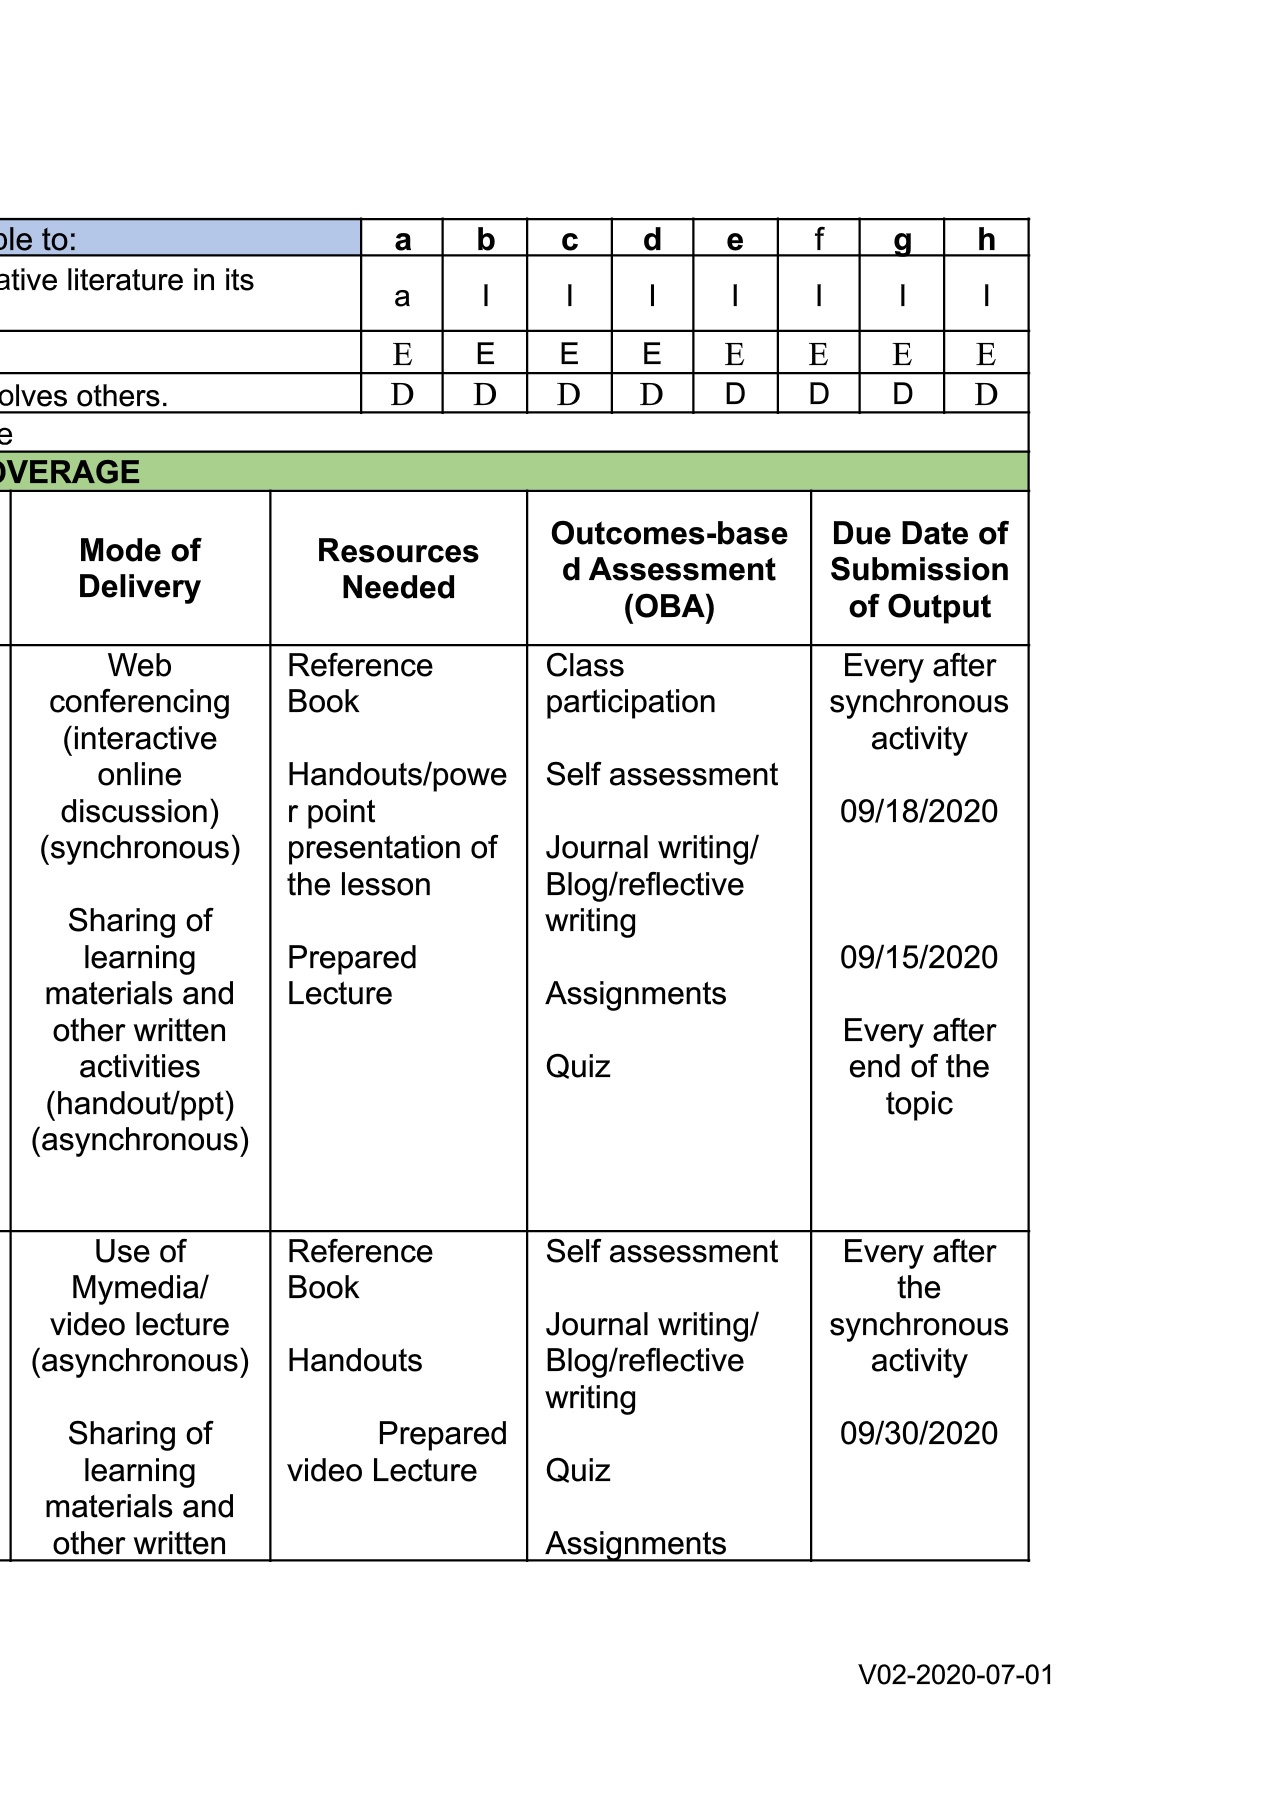 ble to: a b c d e f g h
ative literature in its
a I I I I I I I
E E E E E E E E
olves others. D D D D D D D D
e
OVERAGE
Mode of
Delivery
Resources
Needed
Outcomes-base
d Assessment
(OBA)
Due Date of
Submission
of Output
Web
conferencing
(interactive
online
discussion)
(synchronous)
Sharing of
learning
materials and
other written
activities
(handout/ppt)
(asynchronous)
Reference
Book
Handouts/powe
r point
presentation of
the lesson
Prepared
Lecture
Class
participation
Self assessment
Journal writing/
Blog/reflective
writing
Assignments
Quiz
Every after
synchronous
activity
09/18/2020
09/15/2020
Every after
end of the
topic
Use of
Mymedia/
video lecture
(asynchronous)
Sharing of
learning
materials and
other written
Reference
Book
Handouts
Prepared
video Lecture
Self assessment
Journal writing/
Blog/reflective
writing
Quiz
Assignments
Every after
the
synchronous
activity
09/30/2020
V02-2020-07-01